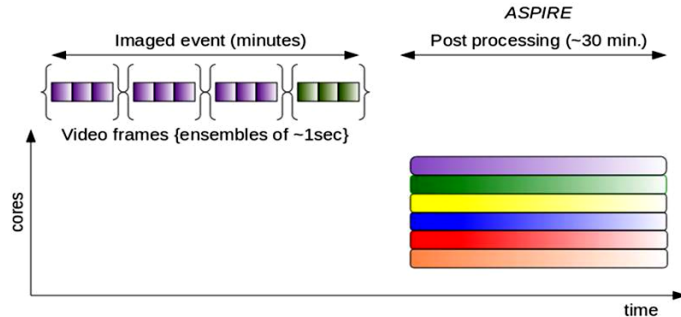 ASPIRE
Imaged event (minutes)
Post processing (~30 min.)
Video frames {ensembles of ~1sec}
cores
time